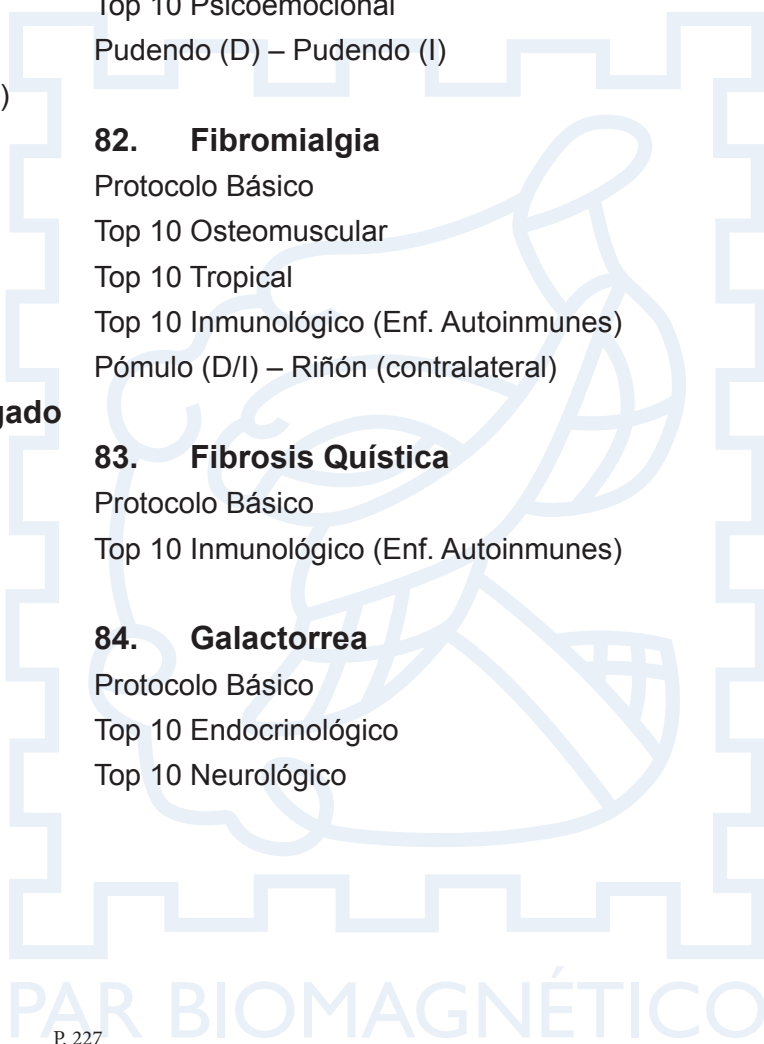 Top 10 Psicoemocional
Pudendo (D) – Pudendo (I)
)
82. Fibromialgia
Protocolo Básico
Top 10 Osteomuscular
Top 10 Tropical
Top 10 Inmunológico (Enf. Autoinmunes)
Pómulo (D/I) – Riñón (contralateral)
gado
83. Fibrosis Quística
Protocolo Básico
Top 10 Inmunológico (Enf. Autoinmunes)
84. Galactorrea
Protocolo Básico
Top 10 Endocrinológico
Top 10 Neurológico
PAR BIOMAGNÉTICO
P. 227